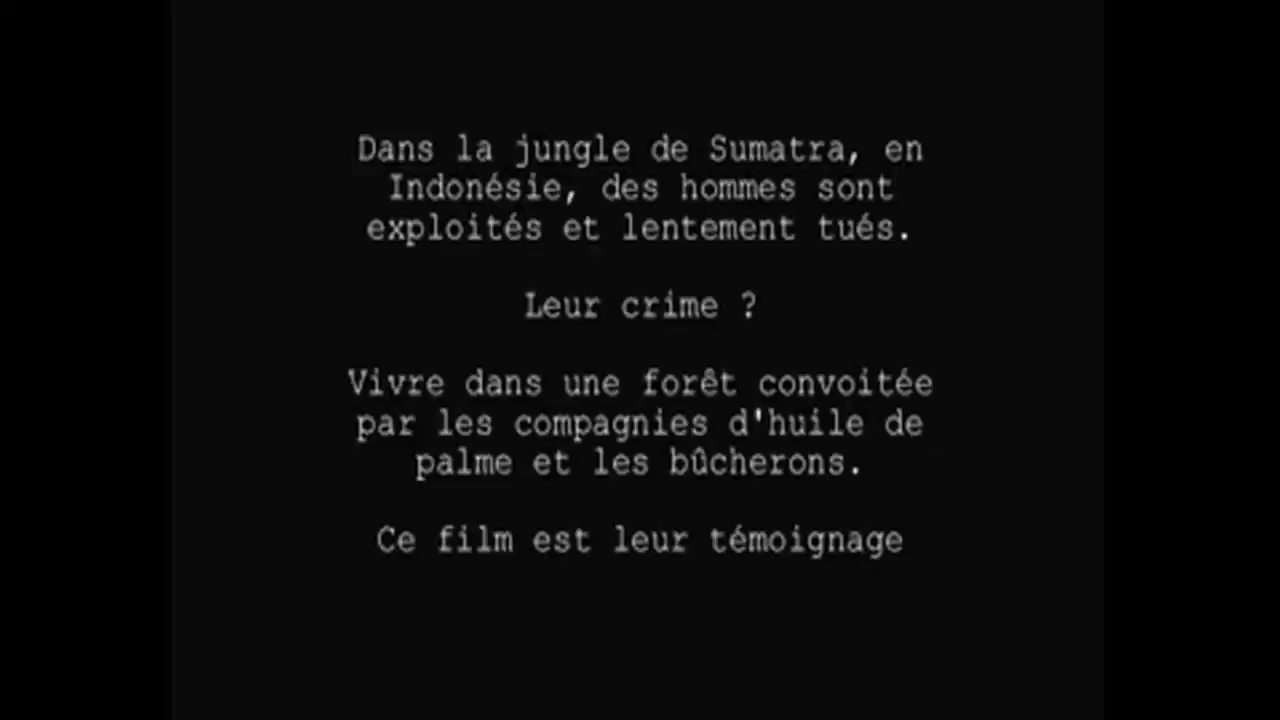 Dans la jungle de Sumatra, en
Indonésie, des hommes sont
exploités et lentement tués.
Leur crime ?
Vivre dans une forêt convoitée
par les compagnies d'huile de
palme et les bûcherons.
Ce film est leur témoignage